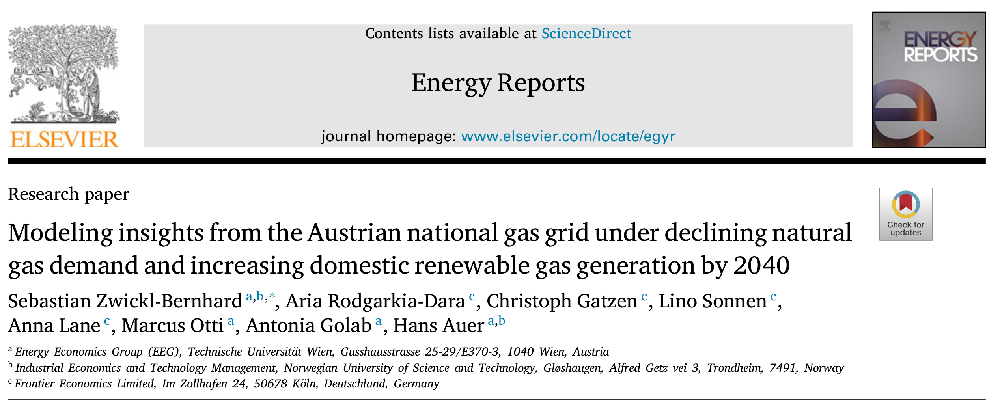 Contents lists available at ScienceDirect
Energy Reports
journal homepage: www.elsevier.com/locate/egyr
NON SOLUS
ELSEVIER
ENERGY
REPORTS
Research paper
Check for
updates
Modeling insights from the Austrian national gas grid under declining natural
gas demand and increasing domestic renewable gas generation by 2040
Sebastian Zwickl-Bernhard a,b,*, Aria Rodgarkia-Dara c, Christoph Gatzen c, Lino Sonnen c,
Anna Lane c, Marcus Otti a, Antonia Golab a, Hans Auer a,b
a Energy Economics Group (EEG), Technische Universität Wien, Gusshausstrasse 25-29/E370-3, 1040 Wien, Austria
b Industrial Economics and Technology Management, Norwegian University of Science and Technology, Gløshaugen, Alfred Getz vei 3, Trondheim, 7491, Norway
c Frontier Economics Limited, Im Zollhafen 24, 50678 Köln, Deutschland, Germany